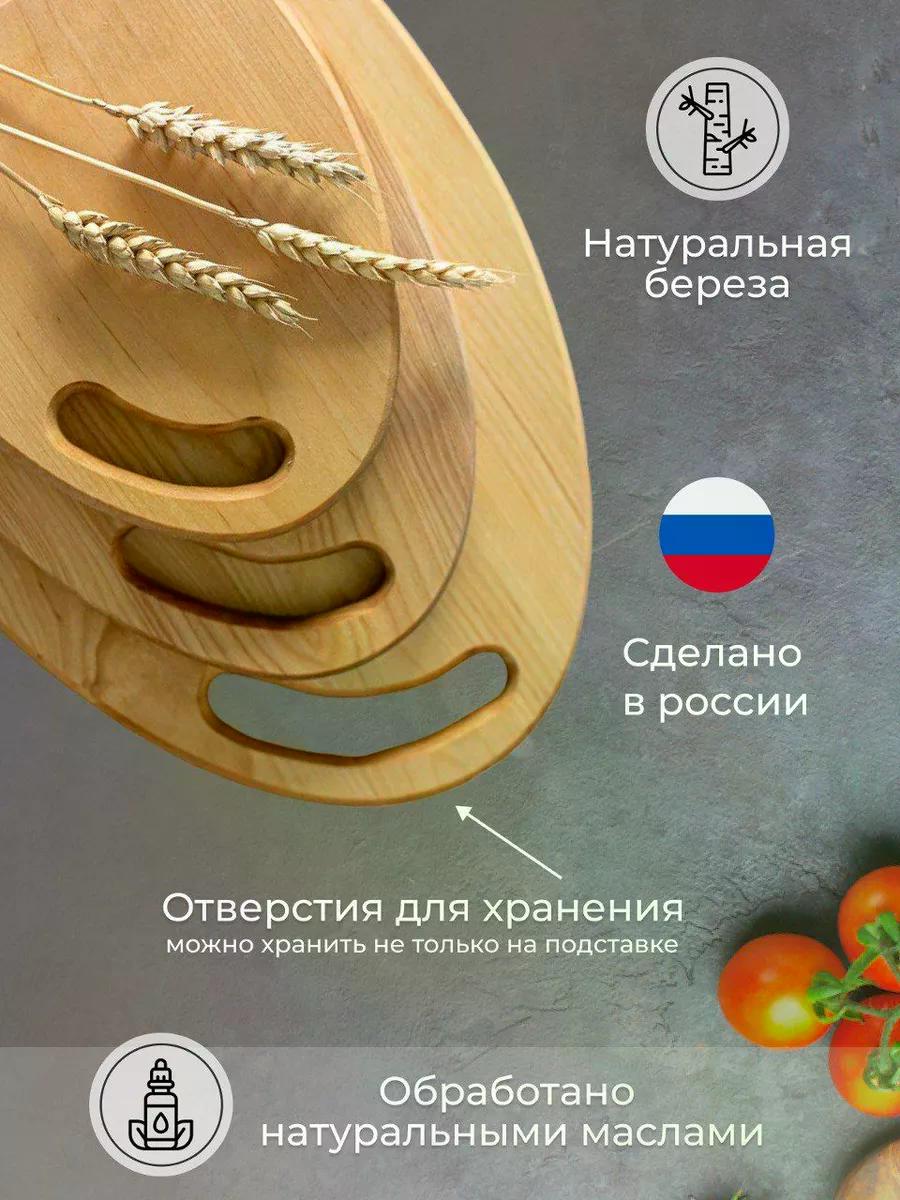 Натуральная
береза
Сделано
в россии
Отверстия для хранения
можно хранить не только на подставке
Обработано
натуральными маслами